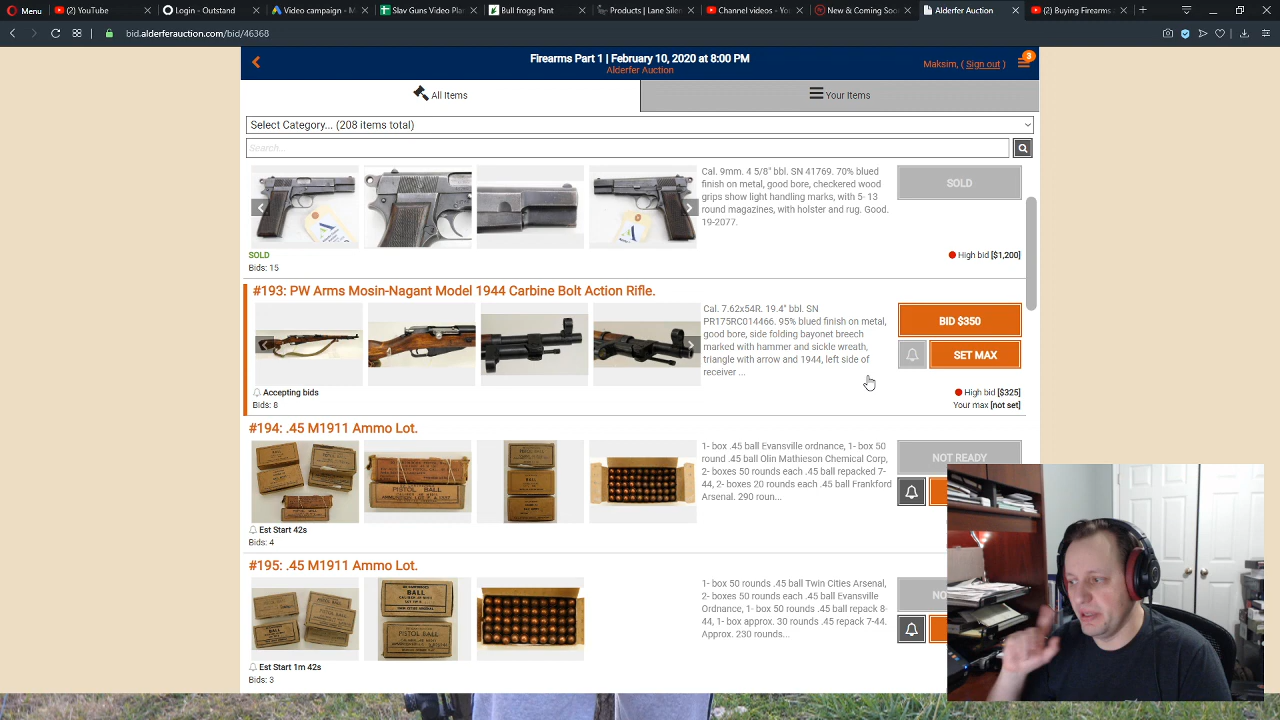 Menu
(2) YouTube
Login - Outstand
Video campaign - M
Slav Guns Video Plan
Bull frogg Pant
Products | Lane Silen
Channel videos - Yo
New & Coming Soo
Alderfer Auction
(2) Buying Firearms
bid.alderferauction.com/bid/46368
Firearms Part 1 | February 10, 2020 at 8:00 PM
Alderfer Auction
Maksim, ( Sign out )
3
All Items
Your Items
Select Category... (208 items total)
Search...
Cal. 9mm. 4 5/8" bbl. SN 41769. 70% blued
finish on metal, good bore, checkered wood
grips show light handling marks, with 5- 13
round magazines, with holster and rug. Good.
19-2077.
SOLD
SOLD
Bids: 15
High bid [$1,200]
#193: PW Arms Mosin-Nagant Model 1944 Carbine Bolt Action Rifle.
Cal. 7.62x54R. 19.4" bbl. SN
PR175RC014466. 95% blued finish on metal,
good bore, side folding bayonet breech
marked with hammer and sickle wreath,
triangle with arrow and 1944, left side of
receiver ...
BID $350
SET MAX
Accepting bids
Bids: 8
High bid [$325]
Your max [not set]
#194: .45 M1911 Ammo Lot.
1- box .45 ball Evansville ordnance, 1- box 50
round .45 ball Olin Mathieson Chemical Corp,
2- boxes 50 rounds each .45 ball repacked 7-
44, 2- boxes 20 rounds each .45 ball Frankford
Arsenal. 290 roun...
NOT READY
PISTOL BALL
Est Start 42s
Bids: 4
#195: .45 M1911 Ammo Lot.
1- box 50 rounds .45 ball Twin Cities Arsenal,
2- boxes 50 rounds each .45 ball Evansville
Ordnance, 1- box 50 rounds .45 ball repack 8-
44, 1- box approx. 30 rounds .45 repack 7-44.
Approx. 230 rounds...
NO
BALL
PISTOL BALL
Est Start 1m 42s
Bids: 3